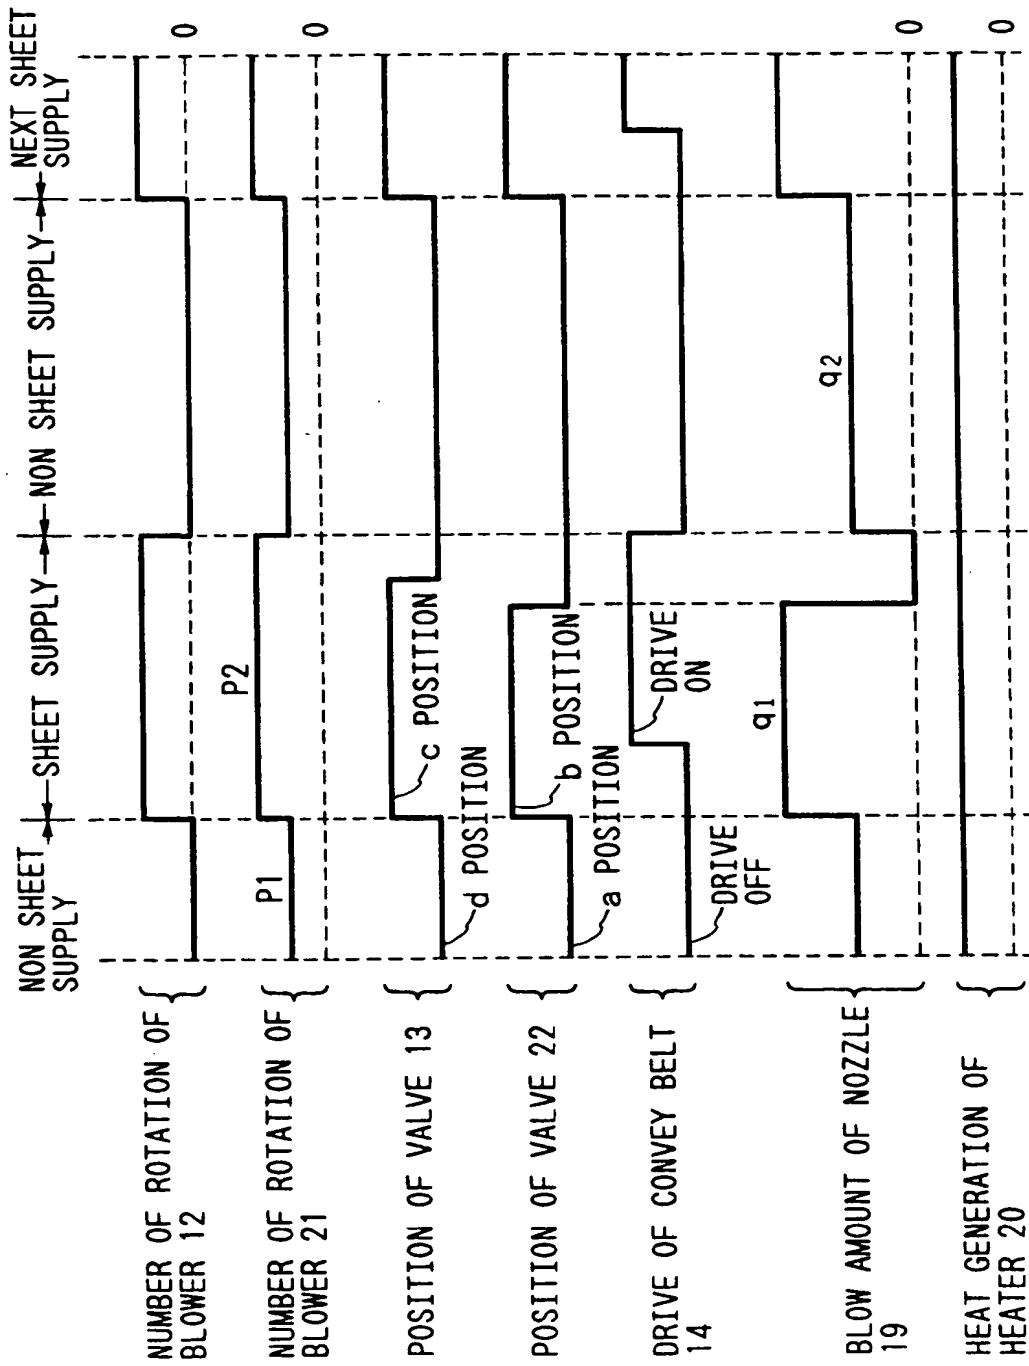 NON SHEET
SUPPLY
SHEET SUPPLY
NON SHEET SUPPLY
NEXT SHEET
SUPPLY
NUMBER OF ROTATION OF
BLOWER 12
0
NUMBER OF ROTATION OF
BLOWER 21
P1
P2
0
POSITION OF VALVE 13
d POSITION
c POSITION
POSITION OF VALVE 22
a POSITION
b POSITION
DRIVE OF CONVEY BELT
14
DRIVE
OFF
DRIVE
ON
BLOW AMOUNT OF NOZZLE
19
q1
q2
0
HEAT GENERATION OF
HEATER 20
0